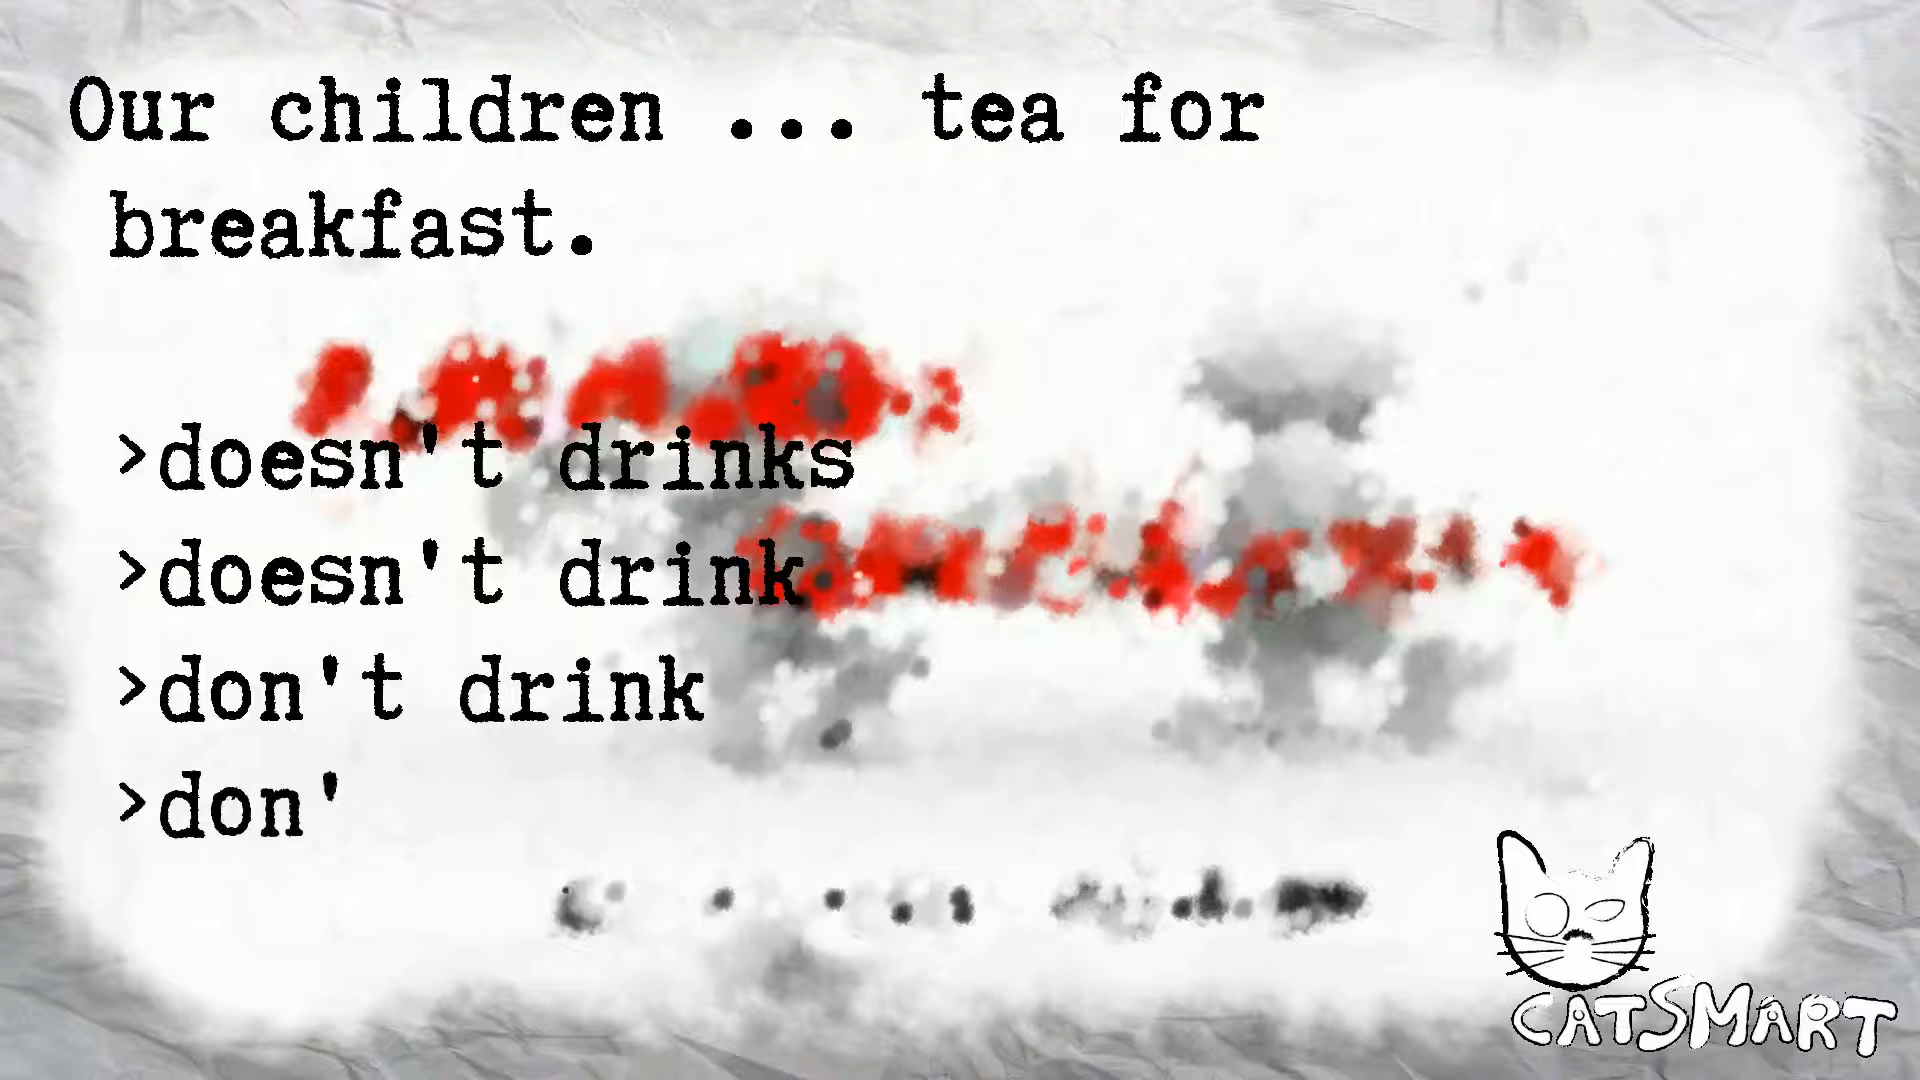 Our children ... tea for
breakfast.
>doesn't drinks
>doesn't drink
>don't drink
>don'
CATSMART